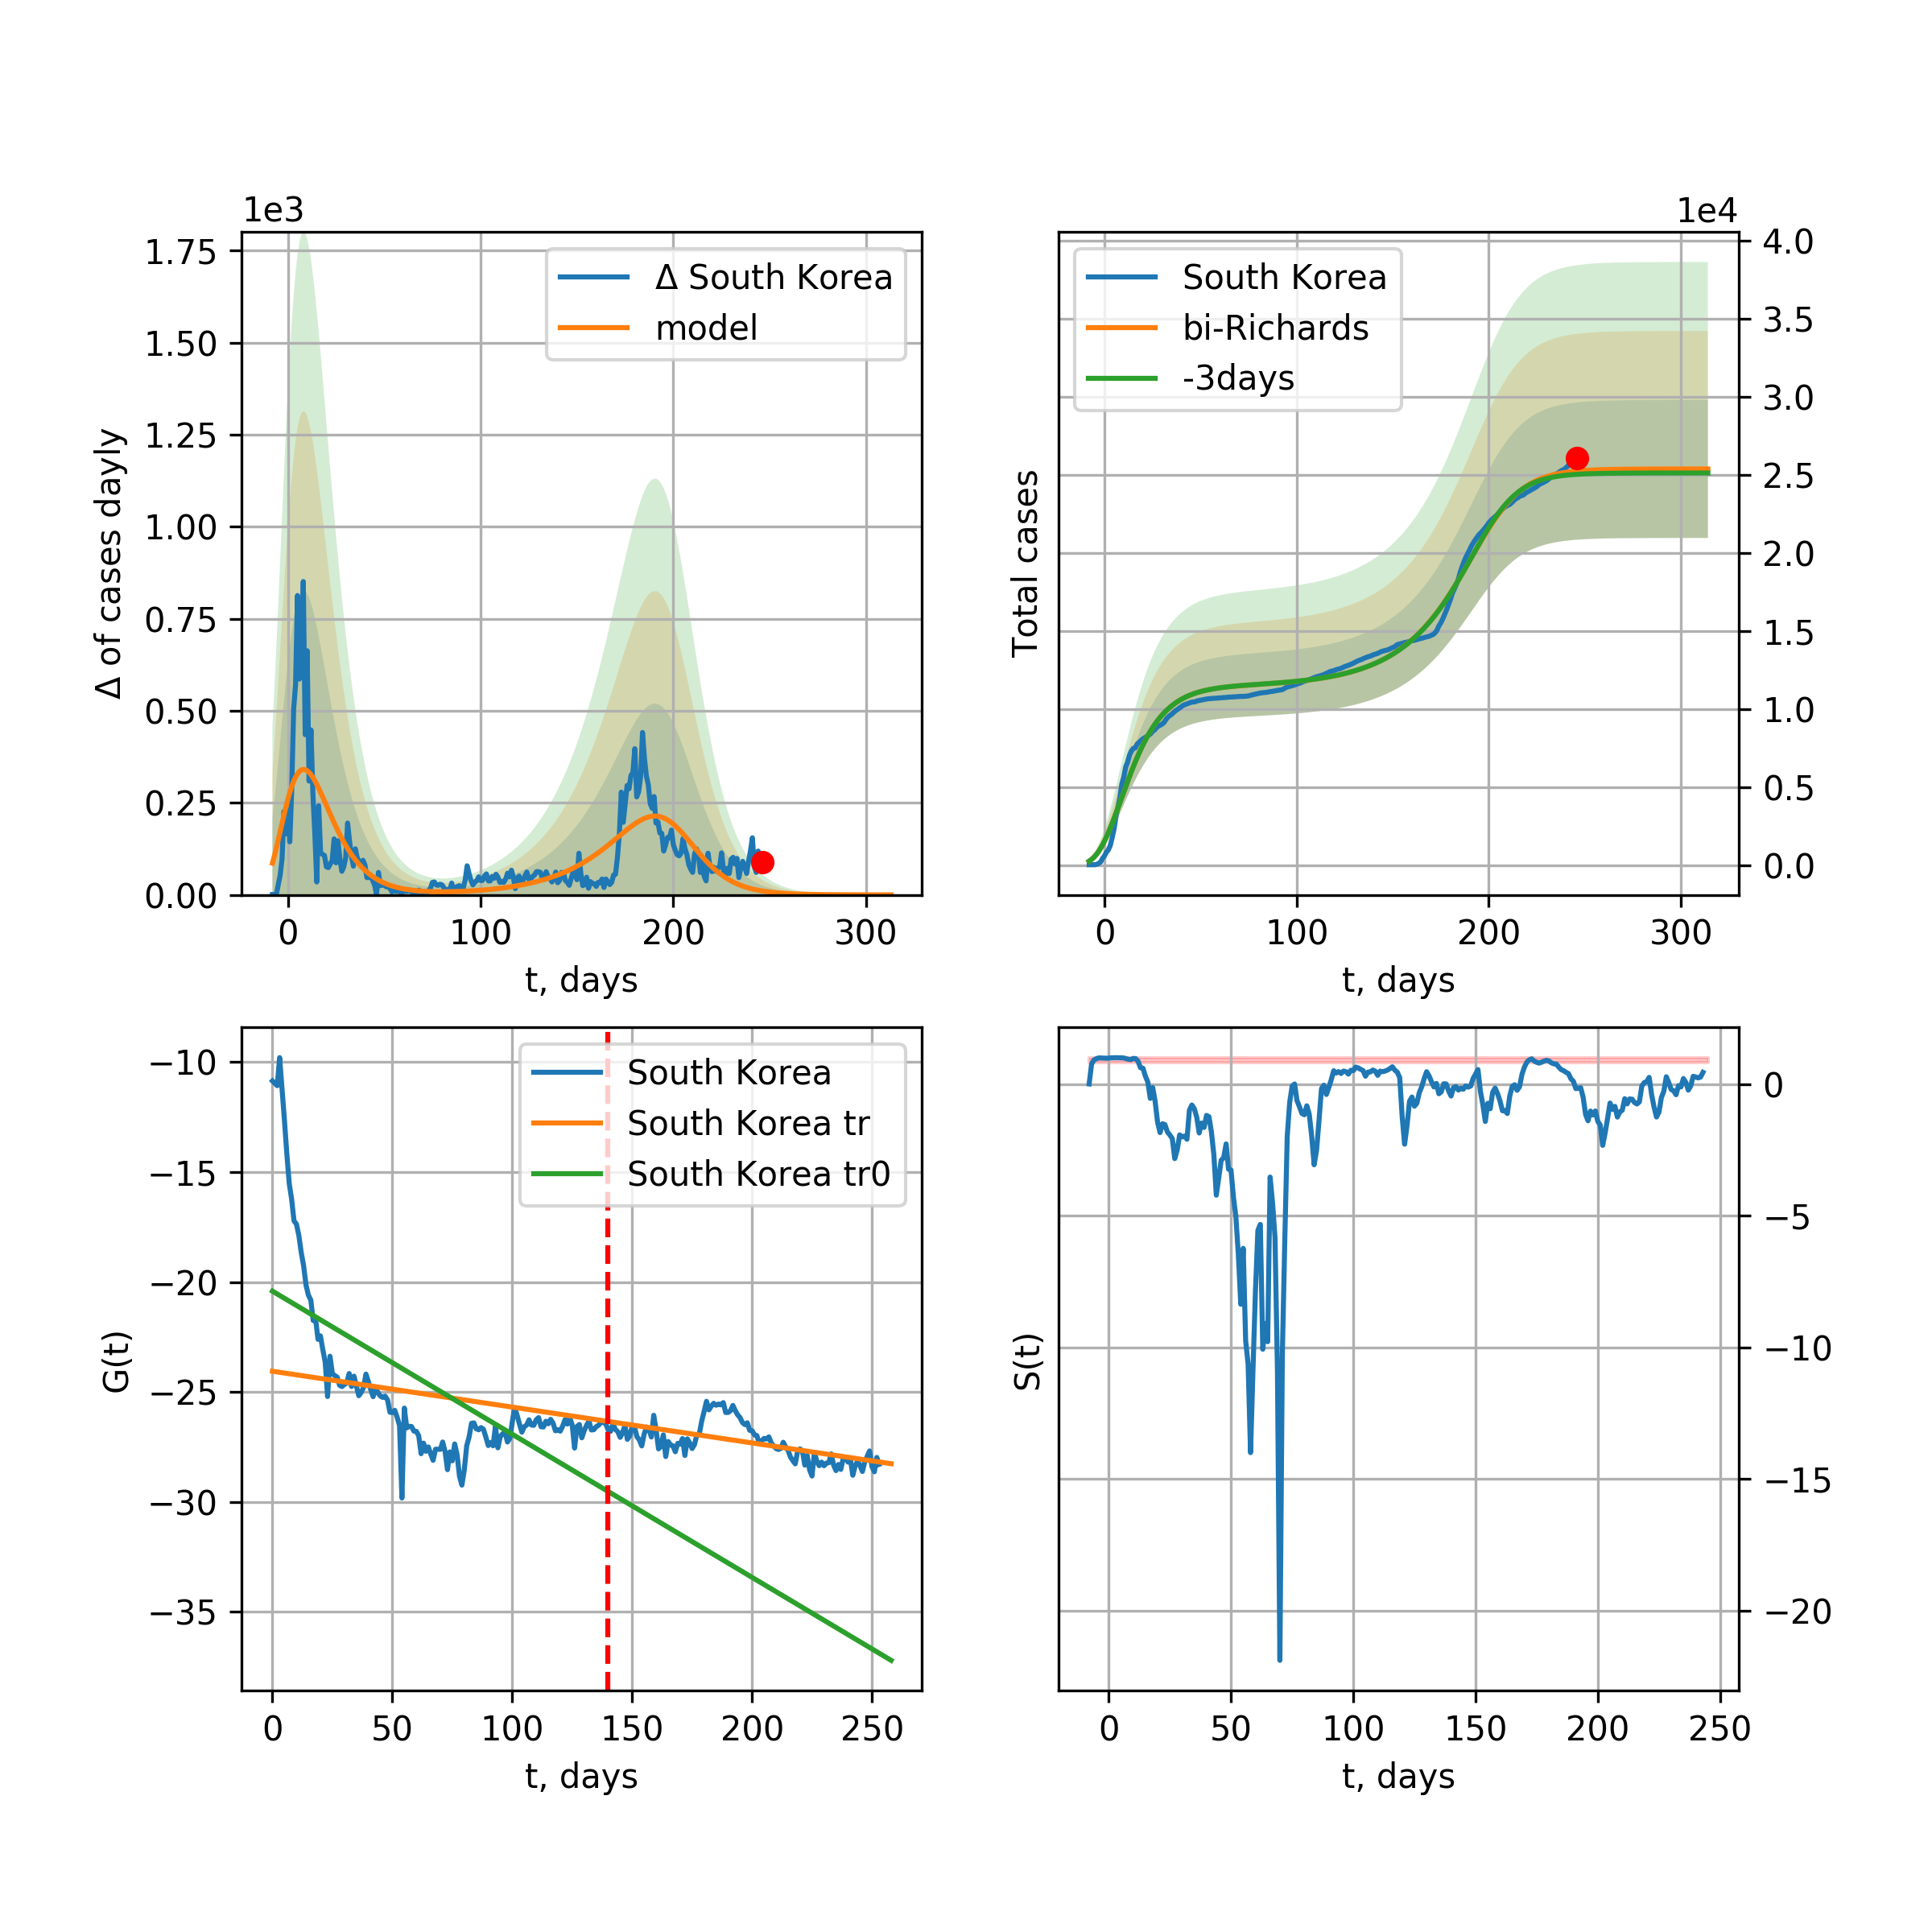 1e3
1.75
1.50
1.25
1.00
0.75
0.50
0.25
0.00
Δ of cases dayly
Δ South Korea
model
0
100
200
300
t, days
1e4
4.0
3.5
3.0
2.5
2.0
1.5
1.0
0.5
0.0
Total cases
South Korea
bi-Richards
-3days
0
100
200
300
t, days
−10
−15
−20
−25
−30
−35
G(t)
South Korea
South Korea tr
South Korea tr0
0
50
100
150
200
250
t, days
0
−5
−10
−15
−20
S(t)
0
50
100
150
200
250
t, days